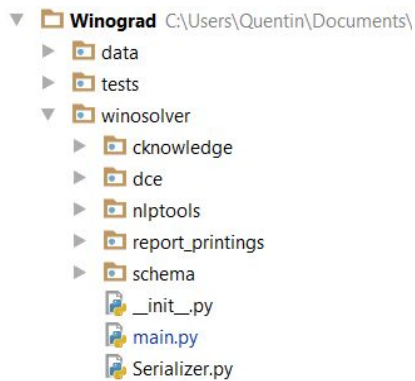 Winograd C:\Users\Quentin\Documents\
data
tests
winosolver
cknowledge
dce
nlptools
report_printings
schema
__init__.py
main.py
Serializer.py